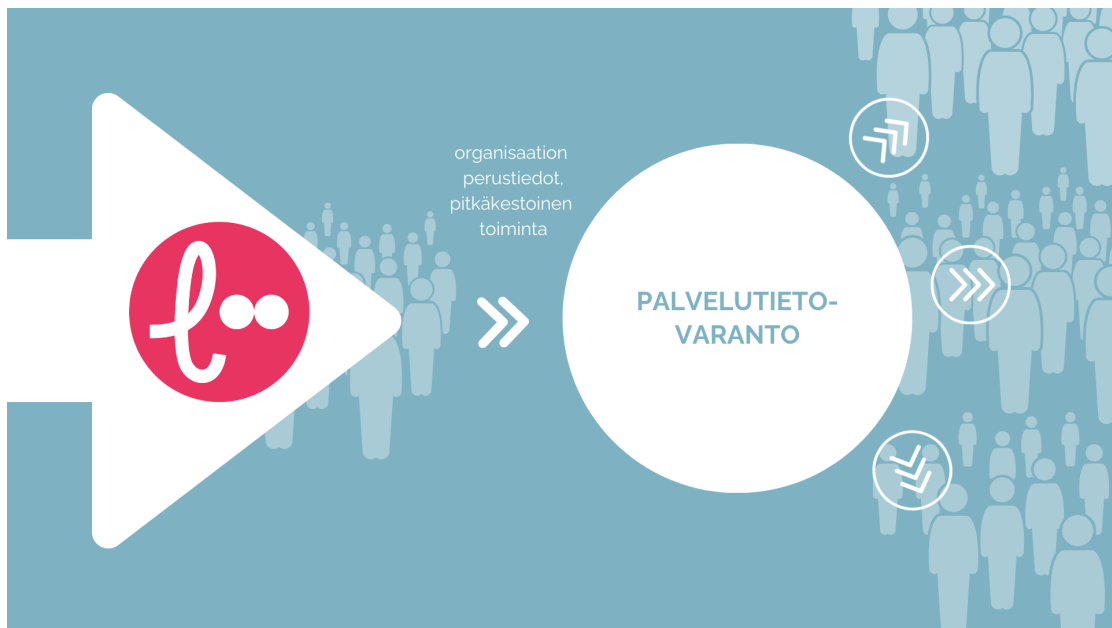 organisaation
perustiedot,
pitkäkestoinen
toiminta
PALVELUTIETO-
VARANTO